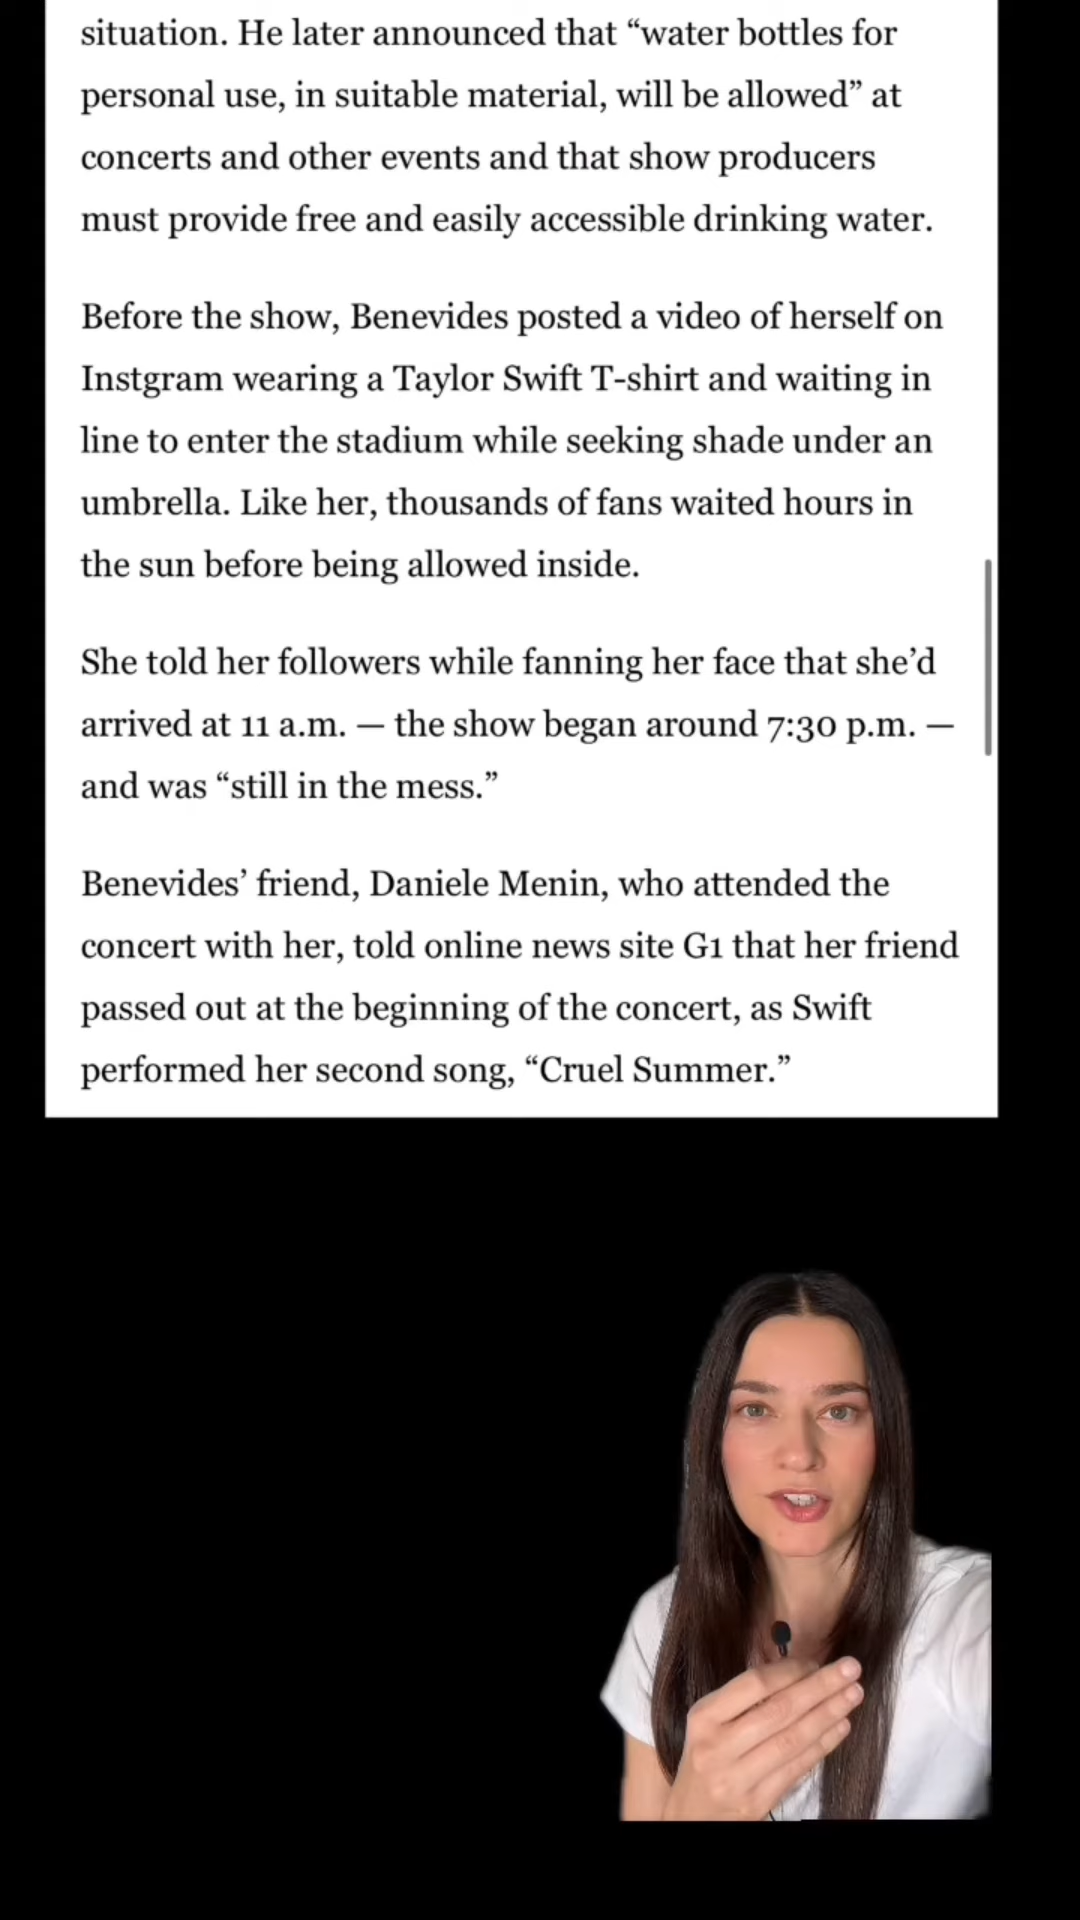 situation. He later announced that “water bottles for
personal use, in suitable material, will be allowed” at
concerts and other events and that show producers
must provide free and easily accessible drinking water.
Before the show, Benevides posted a video of herself on
Instgram wearing a Taylor Swift T-shirt and waiting in
line to enter the stadium while seeking shade under an
umbrella. Like her, thousands of fans waited hours in
the sun before being allowed inside.
She told her followers while fanning her face that she’d
arrived at 11 a.m. — the show began around 7:30 p.m. —
and was “still in the mess.”
Benevides’ friend, Daniele Menin, who attended the
concert with her, told online news site G1 that her friend
passed out at the beginning of the concert, as Swift
performed her second song, “Cruel Summer.”